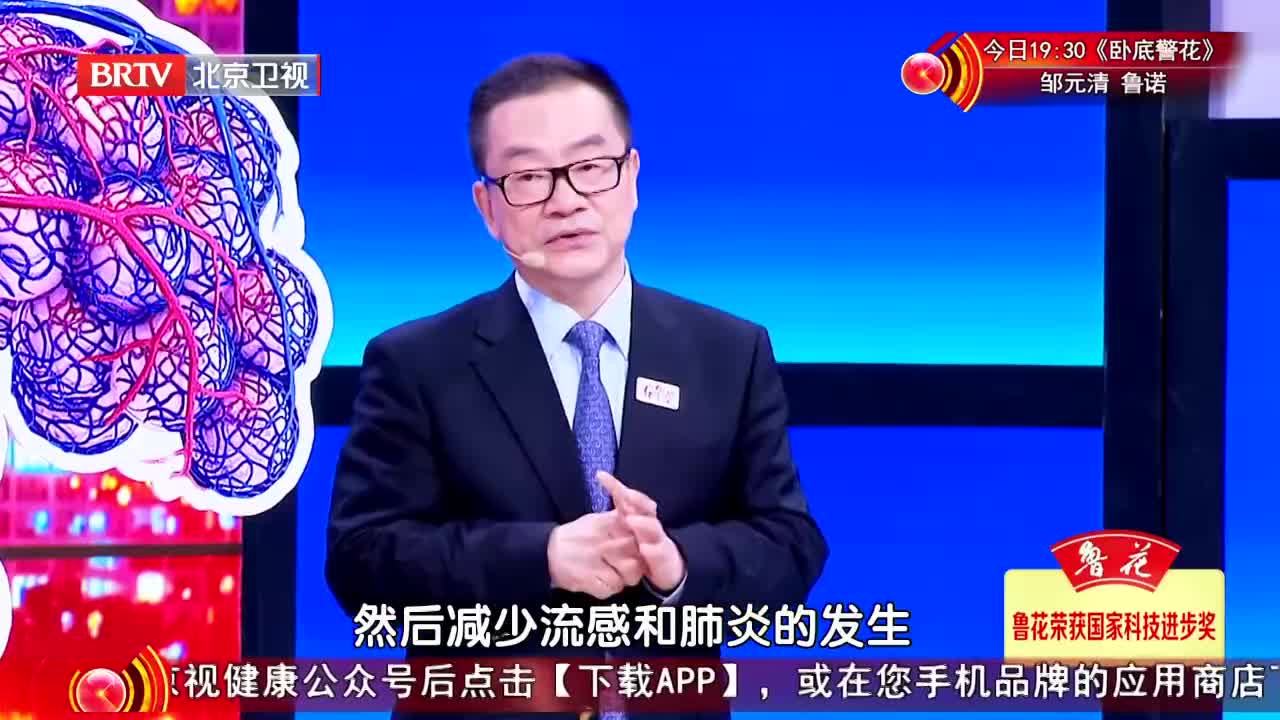 BRTV 北京卫视
今日19:30《卧底警花》
邹元清 鲁诺
鲁花
鲁花荣获国家科技进步奖
然后减少流感和肺炎的发生
视健康公众号后点击【下载APP】，或在您手机品牌的应用商店